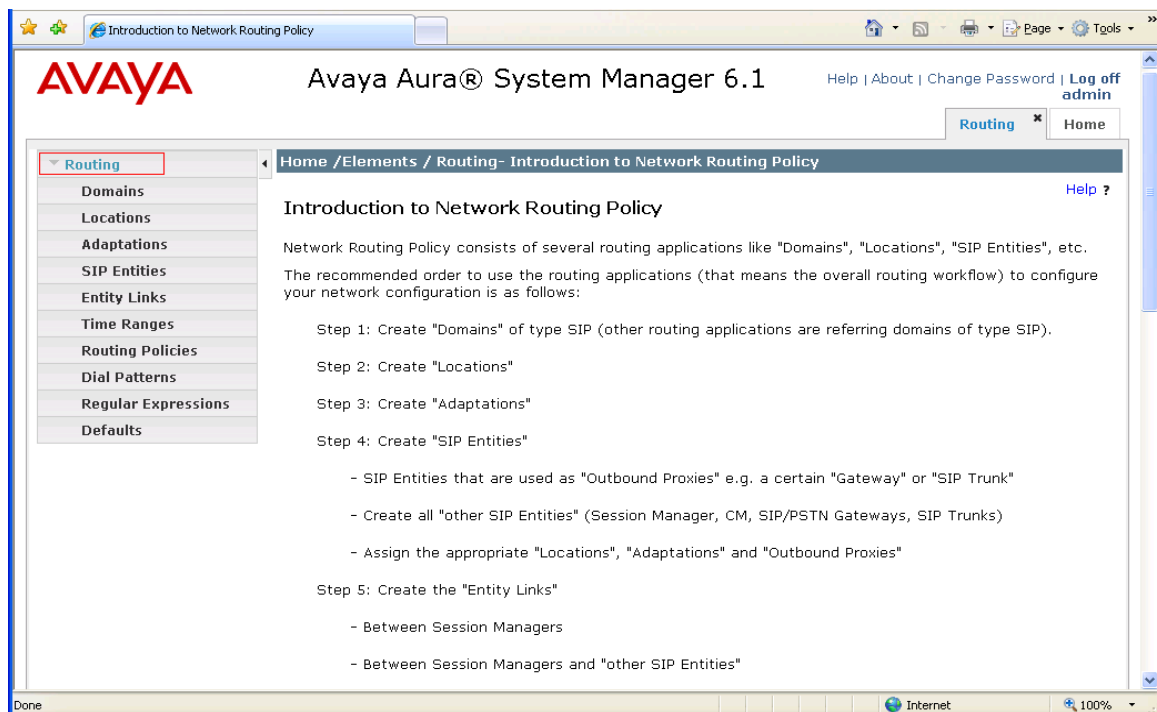 Introduction to Network Routing Policy
Page
Tools
»
AVAYA
Avaya Aura® System Manager 6.1
Help | About | Change Password | Log off
admin
Routing ✖
Home
Routing
Domains
Locations
Adaptations
SIP Entities
Entity Links
Time Ranges
Routing Policies
Dial Patterns
Regular Expressions
Defaults
Home /Elements / Routing- Introduction to Network Routing Policy
Help ?
Introduction to Network Routing Policy
Network Routing Policy consists of several routing applications like "Domains", "Locations", "SIP Entities", etc.
The recommended order to use the routing applications (that means the overall routing workflow) to configure
your network configuration is as follows:
Step 1: Create "Domains" of type SIP (other routing applications are referring domains of type SIP).
Step 2: Create "Locations"
Step 3: Create "Adaptations"
Step 4: Create "SIP Entities"
- SIP Entities that are used as "Outbound Proxies" e.g. a certain "Gateway" or "SIP Trunk"
- Create all "other SIP Entities" (Session Manager, CM, SIP/PSTN Gateways, SIP Trunks)
- Assign the appropriate "Locations", "Adaptations" and "Outbound Proxies"
Step 5: Create the "Entity Links"
- Between Session Managers
- Between Session Managers and "other SIP Entities"
Done
Internet
100%